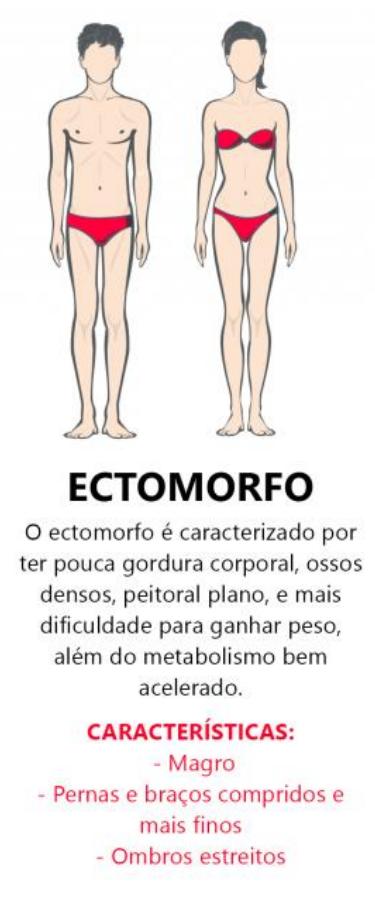 ECTOMORFO
O ectomorfo é caracterizado por
ter pouca gordura corporal, ossos
densos, peitoral plano, e mais
dificuldade para ganhar peso,
além do metabolismo bem
acelerado.
CARACTERÍSTICAS:
- Magro
- Pernas e braços compridos e
mais finos
- Ombros estreitos